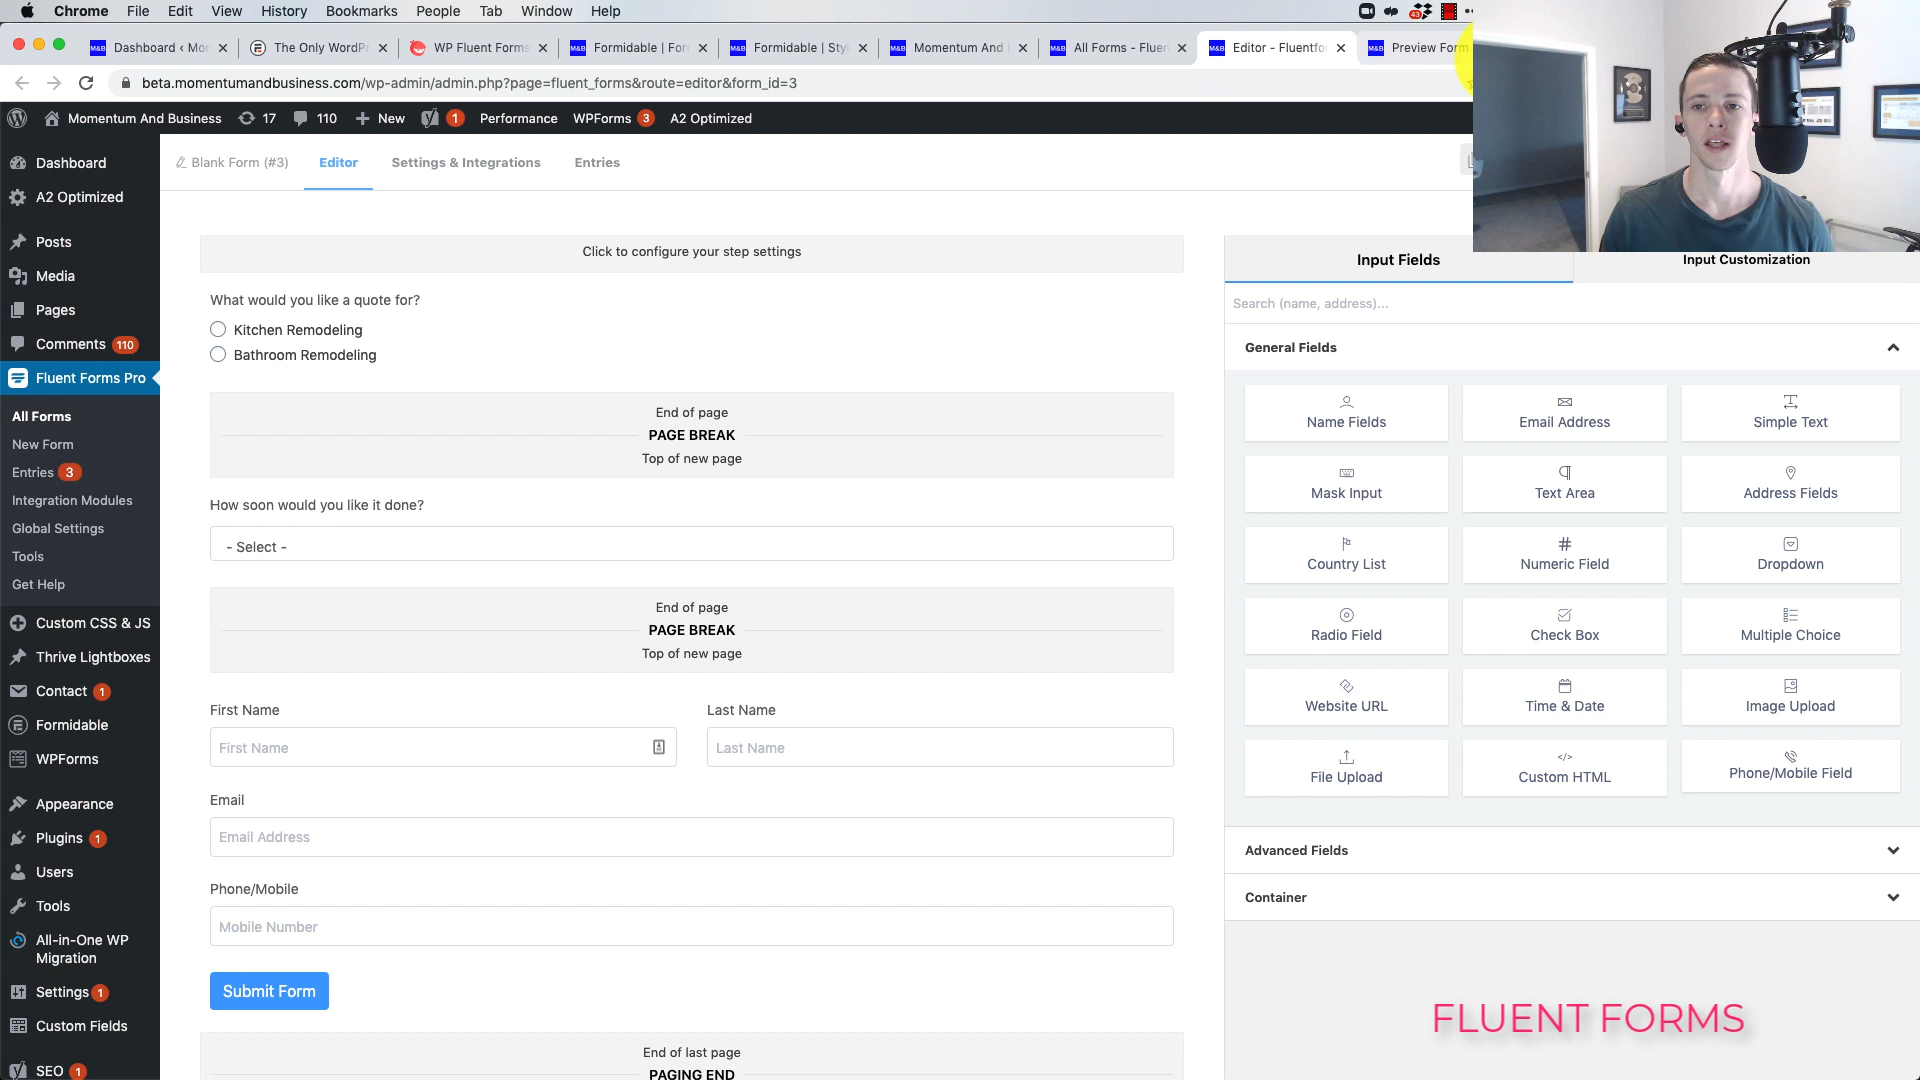 Chrome File Edit View History Bookmarks People Tab Window Help
43
M&B Dashboard ‹ Mo
The Only WordPr
WP Fluent Forms
M&B Formidable | For
M&B Formidable | Sty
M&B Momentum And
M&B All Forms - Fluen
M&B Editor - Fluentfo
M&B Preview Form
beta.momentumandbusiness.com/wp-admin/admin.php?page=fluent_forms&route=editor&form_id=3
Momentum And Business 17 110 New 1 Performance WPForms 3 A2 Optimized
Dashboard
A2 Optimized
Posts
Media
Pages
Comments 110
Fluent Forms Pro
All Forms
New Form
Entries 3
Integration Modules
Global Settings
Tools
Get Help
Custom CSS & JS
Thrive Lightboxes
Contact 1
Formidable
WPForms
Appearance
Plugins 1
Users
Tools
All-in-One WP
Migration
Settings 1
Custom Fields
SEO 1
Blank Form (#3) Editor Settings & Integrations Entries
Click to configure your step settings
What would you like a quote for?
Kitchen Remodeling
Bathroom Remodeling
End of page
PAGE BREAK
Top of new page
How soon would you like it done?
- Select -
End of page
PAGE BREAK
Top of new page
First Name Last Name
First Name Last Name
Email
Email Address
Phone/Mobile
Mobile Number
Submit Form
End of last page
PAGING END
Input Fields Input Customization
Search (name, address)...
General Fields
Name Fields Email Address Simple Text
Mask Input Text Area Address Fields
Country List Numeric Field Dropdown
Radio Field Check Box Multiple Choice
Website URL Time & Date Image Upload
File Upload Custom HTML Phone/Mobile Field
Advanced Fields
Container
FLUENT FORMS